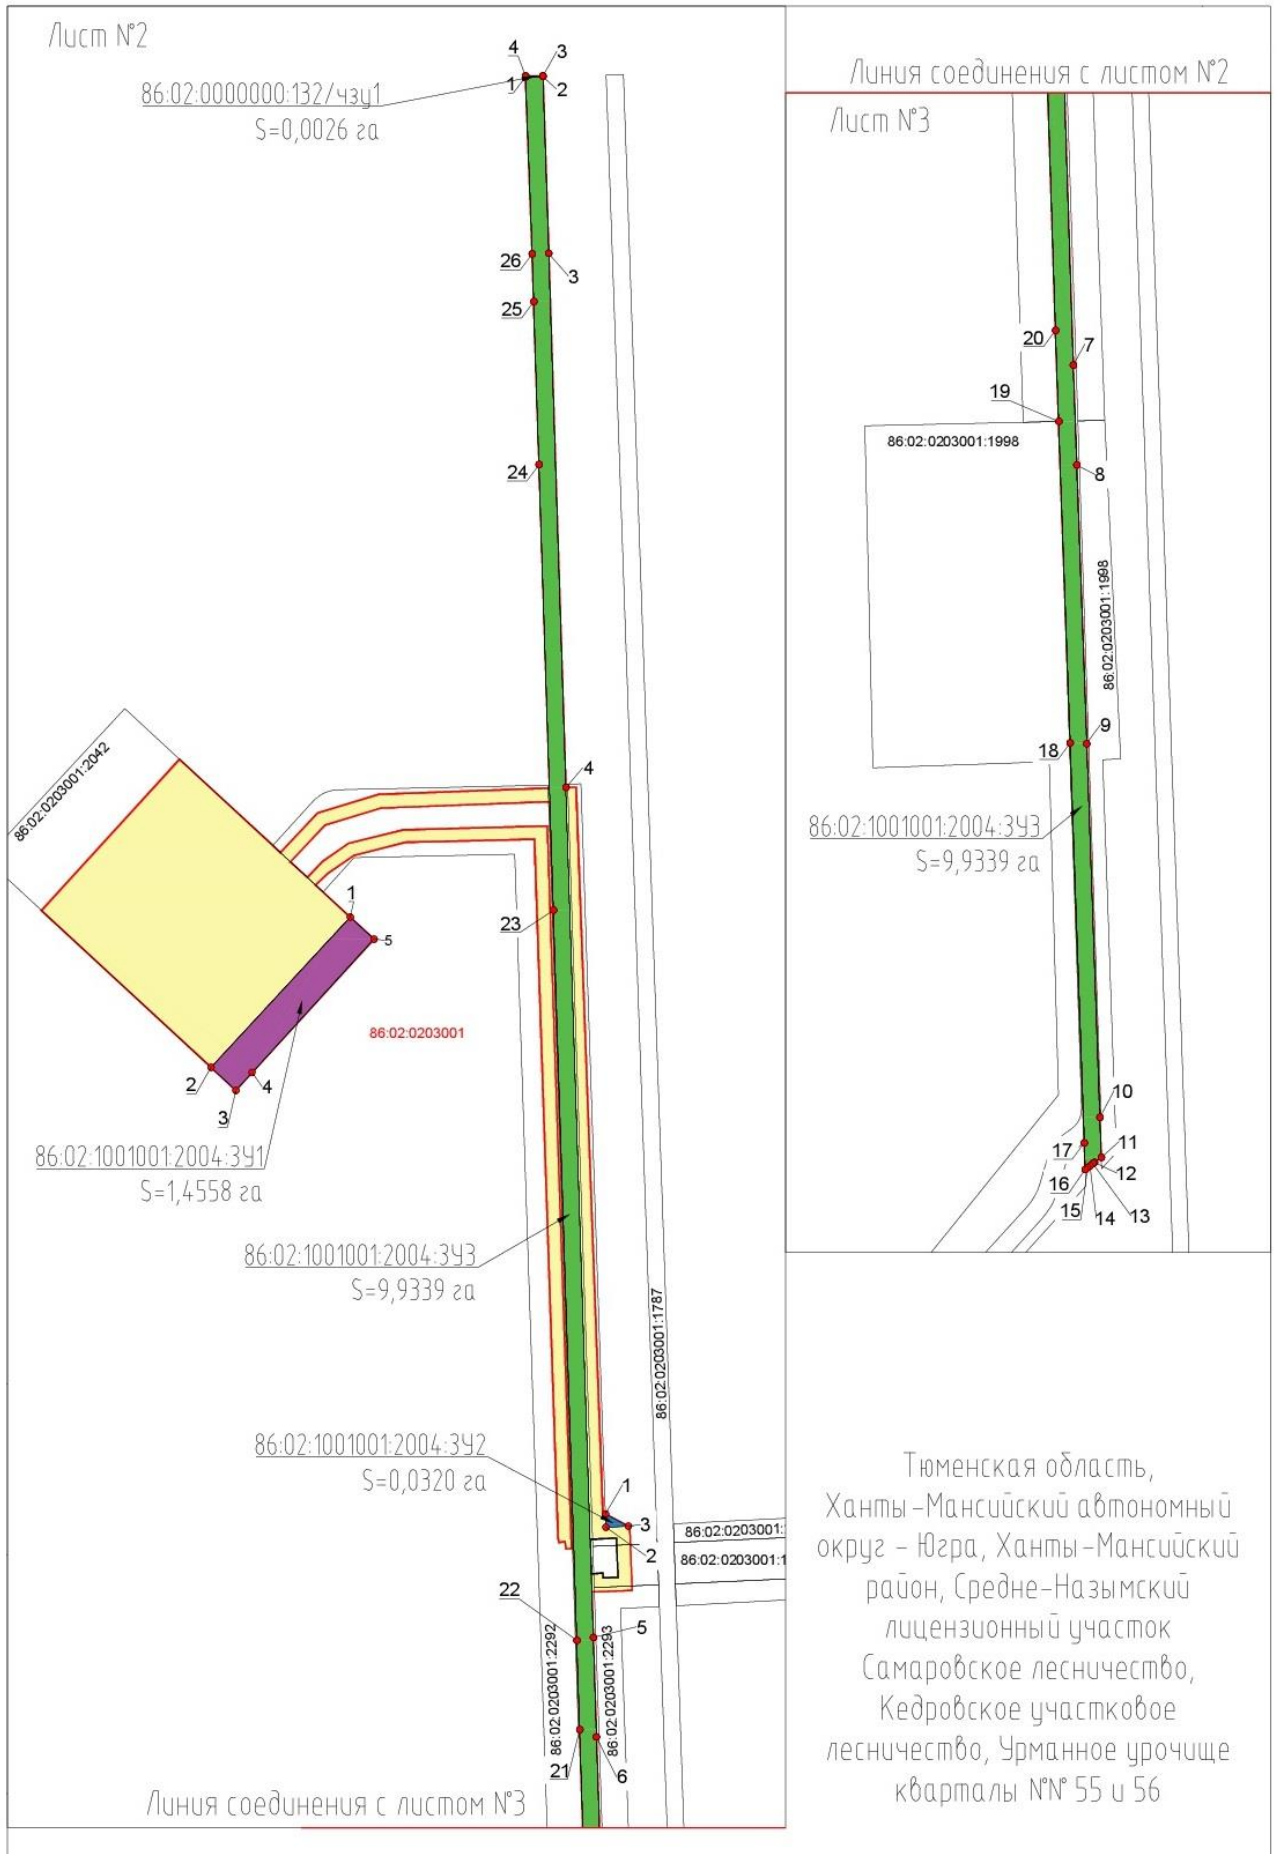 Лист №2
4
3
1
2
86:02:0000000:132/чзу1
S=0,0026 га
26
3
25
24
4
86:02:0203001:2042
1
23
5
86:02:0203001
2
4
3
86:02:1001001:2004:ЗУ1
S=1,4558 га
86:02:1001001:2004:ЗУ3
S=9,9339 га
86:02:0203001:1787
86:02:1001001:2004:ЗУ2
S=0,0320 га
1
3
2
86:02:0203001:
86:02:0203001:1
22
5
86:02:0203001:2292
86:02:0203001:2293
21
6
Линия соединения с листом №3
Линия соединения с листом №2
Лист №3
20
7
19
86:02:0203001:1998
8
86:02:0203001:1998
18
9
86:02:1001001:2004:ЗУ3
S=9,9339 га
10
17
11
16
12
15
14
13
Тюменская область,
Ханты-Мансийский автономный
округ - Югра, Ханты-Мансийский
район, Средне-Назымский
лицензионный участок
Самаровское лесничество,
Кедровское участковое
лесничество, Урманное урочище
кварталы №№ 55 и 56